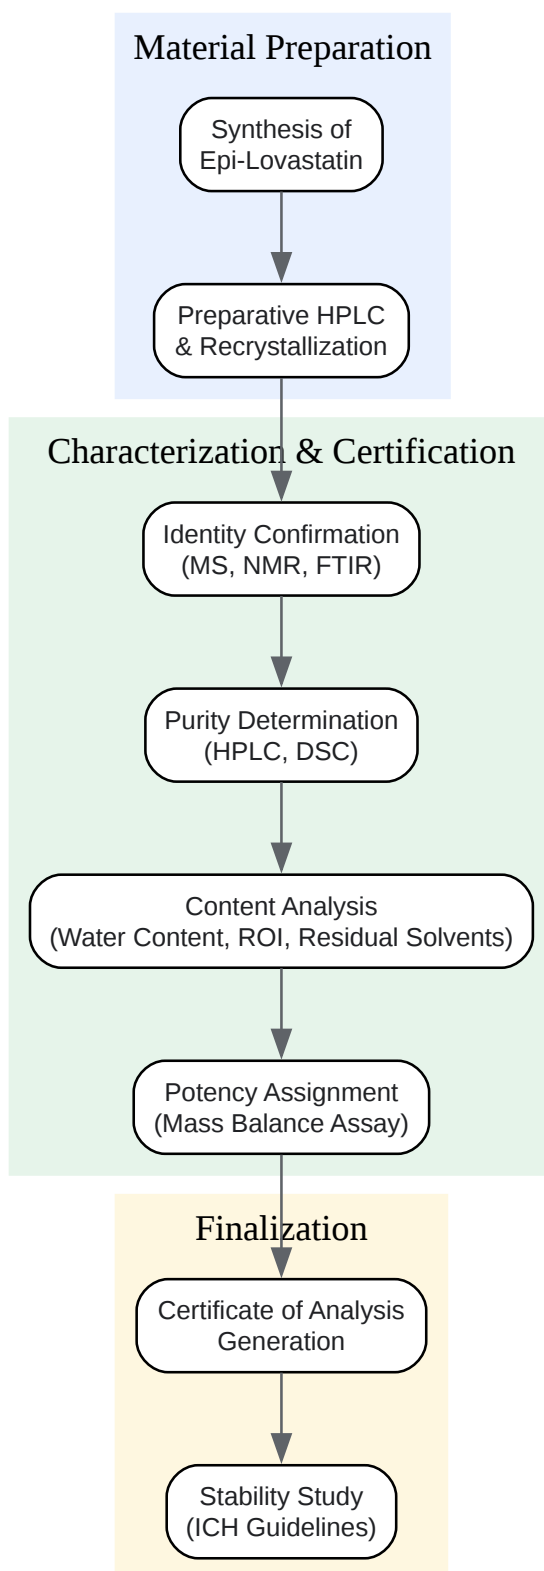 Material Preparation
Synthesis of
Epi-Lovastatin
Preparative HPLC
& Recrystallization
Characterization & Certification
Identity Confirmation
(MS, NMR, FTIR)
Purity Determination
(HPLC, DSC)
Content Analysis
(Water Content, ROI, Residual Solvents)
Potency Assignment
(Mass Balance Assay)
Finalization
Certificate of Analysis
Generation
Stability Study
(ICH Guidelines)